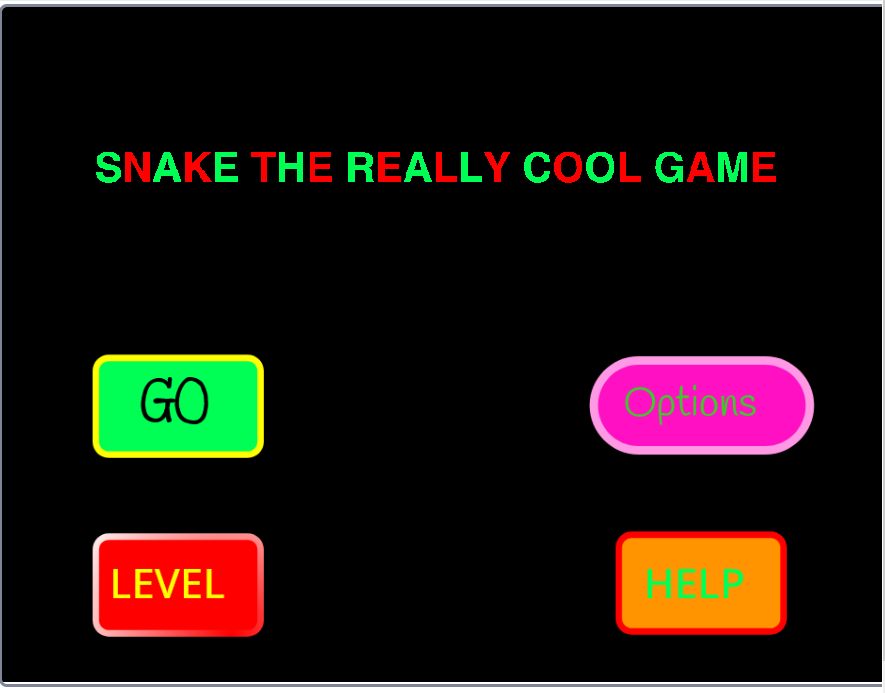 SNAKE THE REALLY COOL GAME
GO
Options
LEVEL
HELP